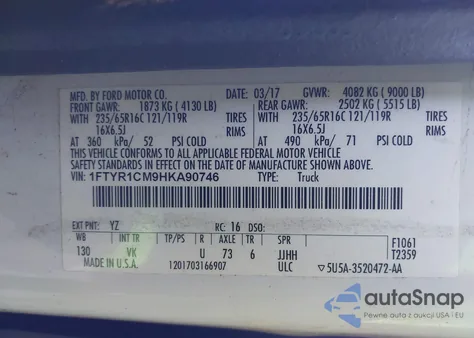 MFD. BY FORD MOTOR CO. 03/17 GVWR: 4082 KG ( 9000 LB)
FRONT GAWR: 1873 KG ( 4130 LB) REAR GAWR: 2502 KG ( 5515 LB)
WITH 235/65R16C 121/119R TIRES WITH 235/65R16C 121/119R TIRES
16X6.5J RIMS 16X6.5J RIMS
AT 360 kPa/ 52 PSI COLD AT 490 kPa/ 71 PSI COLD
THIS VEHICLE CONFORMS TO ALL APPLICABLE FEDERAL MOTOR VEHICLE
SAFETY STANDARDS IN EFFECT ON THE DATE OF MANUFACTURE SHOWN ABOVE.
VIN: 1FTYR1CM9HKA90746 TYPE: Truck
EXT PNT: YZ RC: 16 DSO:
WB INT TR TP/PS R AXLE TR SPR F1061
130 VK U 73 6 JJHH T2359
MADE IN U.S.A. 1201703166907 ULC ▽5U5A-3520472-AA
autoSnap
Pewne auta z aukcji USA i EU